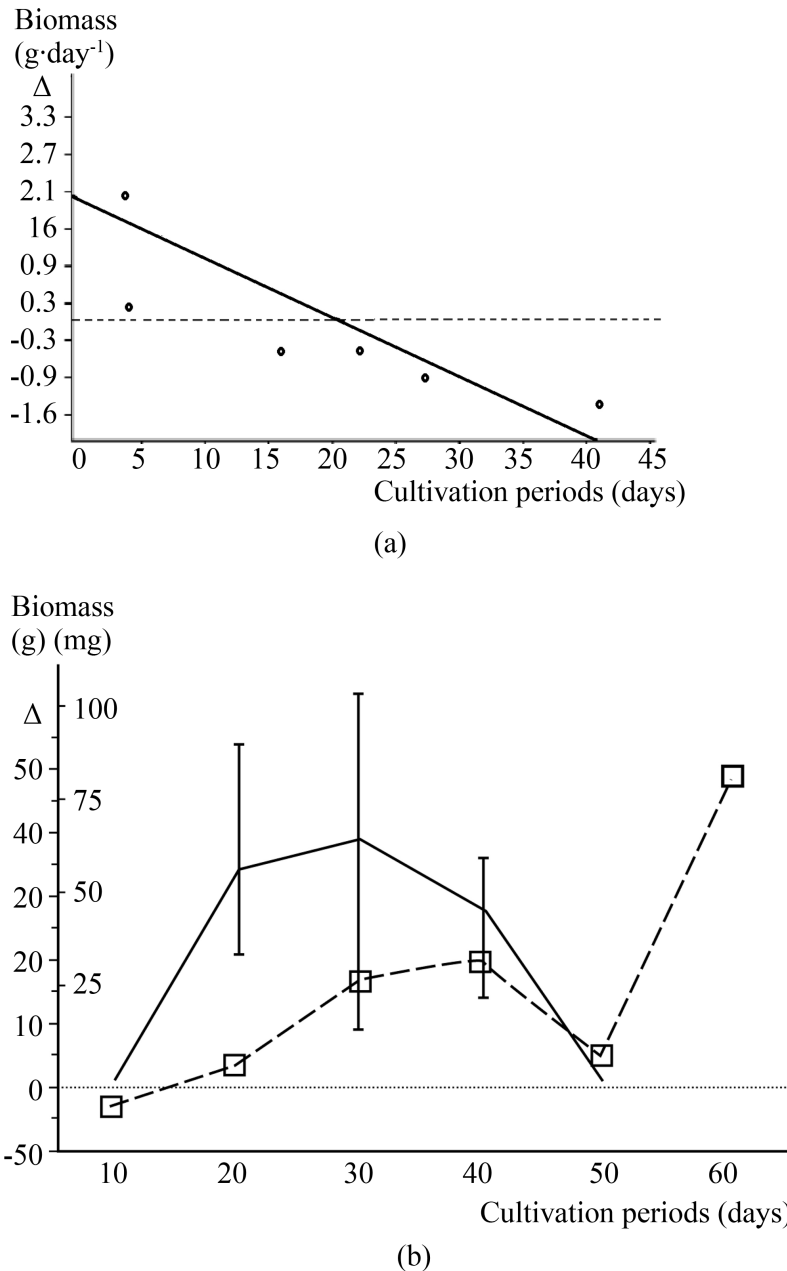 Biomass
(g·day-1)
Δ
3.3
2.7
2.1
16
0.9
0.3
-0.3
-0.9
-1.6
0 5 10 15 20 25 30 35 40 45
Cultivation periods (days)
(a)
Biomass
(g) (mg)
Δ 100
50
75
40
20 50
20
25
10
0
-50
10 20 30 40 50 60
Cultivation periods (days)
(b)